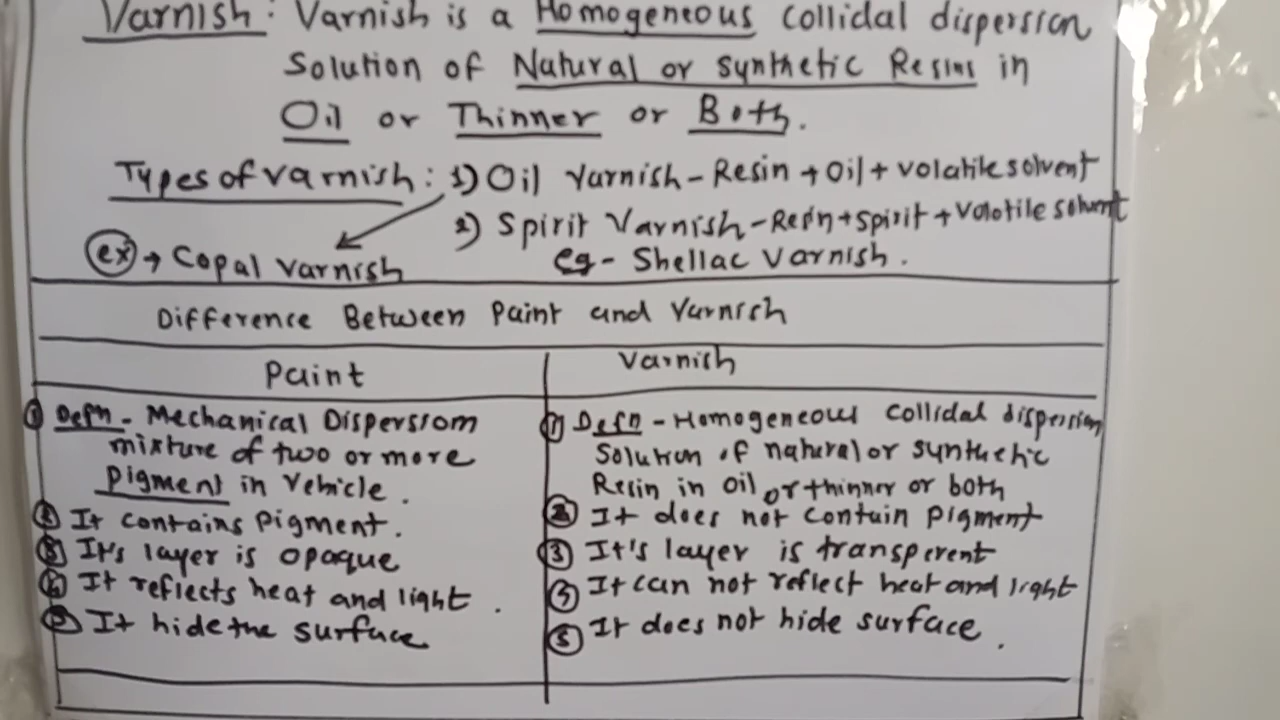 Varnish : Varnish is a Homogeneous Collidal dispersion
Solution of Natural or synthetic Resins in
Oil or Thinner or Both.
Types of varnish : 1) Oil Varnish - Resin + Oil + volatile solvent
2) Spirit Varnish - Resin + Spirit + Volatile solvent
ex → Copal varnish
eg - Shellac Varnish.
Difference Between Paint and Varnish
Paint
Varnish
① Defn - Mechanical Disperssion
mixture of two or more
pigment in vehicle.
② It contains pigment.
③ It's layer is opaque
④ It reflects heat and light.
⑤ It hide the surface
① Defn - Homogeneous Collidal dispersion
Solution of natural or synthetic
Resin in oil or thinner or both
② It does not contain pigment
③ It's layer is transperent
④ It can not reflect heat and light
⑤ It does not hide surface.